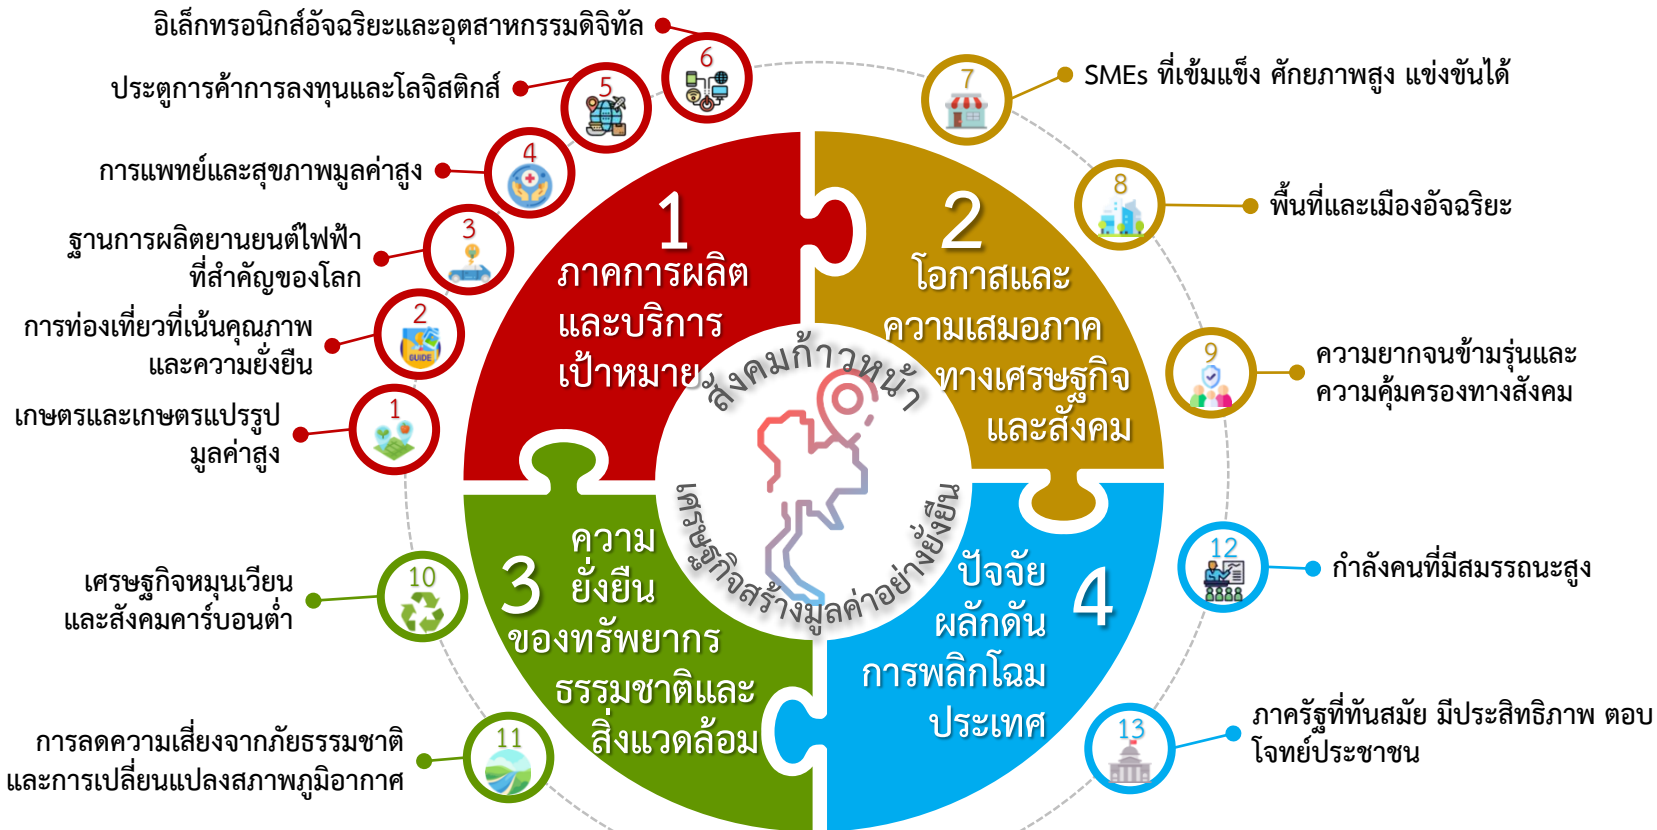 อิเล็กทรอนิกส์อัจฉริยะและอุตสาหกรรมดิจิทัล
6
ประตูการค้าการลงทุนและโลจิสติกส์
5
การแพทย์และสุขภาพมูลค่าสูง
4
ฐานการผลิตยานยนต์ไฟฟ้า
ที่สำคัญของโลก
3
การท่องเที่ยวที่เน้นคุณภาพ
และความยั่งยืน
2
GUIDE
เกษตรและเกษตรแปรรูป
มูลค่าสูง
1
1
ภาคการผลิต
และบริการ
เป้าหมาย
7
SMEs ที่เข้มแข็ง ศักยภาพสูง แข่งขันได้
8
พื้นที่และเมืองอัจฉริยะ
9
ความยากจนข้ามรุ่นและ
ความคุ้มครองทางสังคม
2
โอกาสและ
ความเสมอภาค
ทางเศรษฐกิจ
และสังคม
สังคมก้าวหน้า
เศรษฐกิจสร้างมูลค่าอย่างยั่งยืน
3
ความ
ยั่งยืน
ของทรัพยากร
ธรรมชาติและ
สิ่งแวดล้อม
10
เศรษฐกิจหมุนเวียน
และสังคมคาร์บอนต่ำ
11
การลดความเสี่ยงจากภัยธรรมชาติ
และการเปลี่ยนแปลงสภาพภูมิอากาศ
4
ปัจจัย
ผลักดัน
การพลิกโฉม
ประเทศ
12
กำลังคนที่มีสมรรถนะสูง
13
ภาครัฐที่ทันสมัย มีประสิทธิภาพ ตอบ
โจทย์ประชาชน